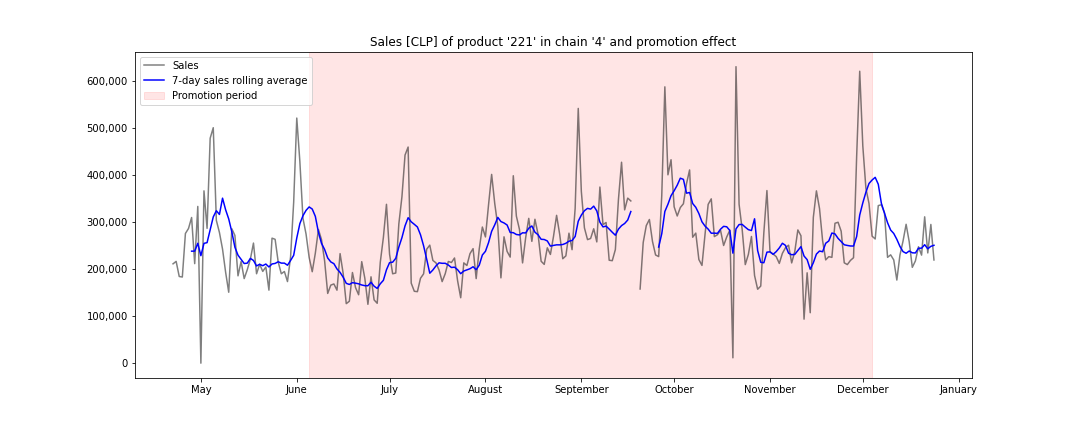 Sales [CLP] of product '221' in chain '4' and promotion effect
Sales
7-day sales rolling average
Promotion period
600,000
500,000
400,000
300,000
200,000
100,000
0
May June July August September October November December January